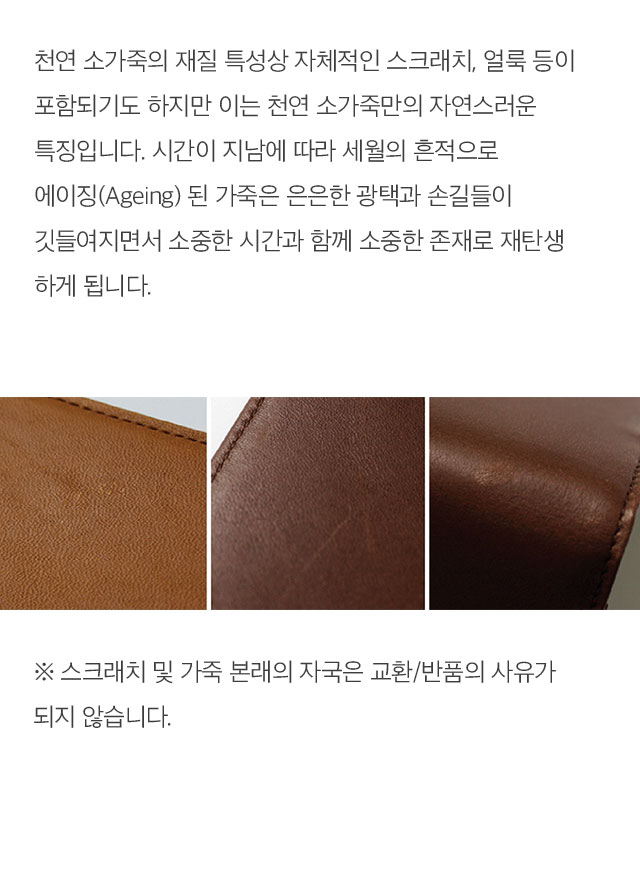 천연 소가죽의 재질 특성상 자체적인 스크래치, 얼룩 등이
포함되기도 하지만 이는 천연 소가죽만의 자연스러운
특징입니다. 시간이 지남에 따라 세월의 흔적으로
에이징(Ageing) 된 가죽은 은은한 광택과 손길들이
깃들여지면서 소중한 시간과 함께 소중한 존재로 재탄생
하게 됩니다.
※ 스크래치 및 가죽 본래의 자국은 교환/반품의 사유가
되지 않습니다.